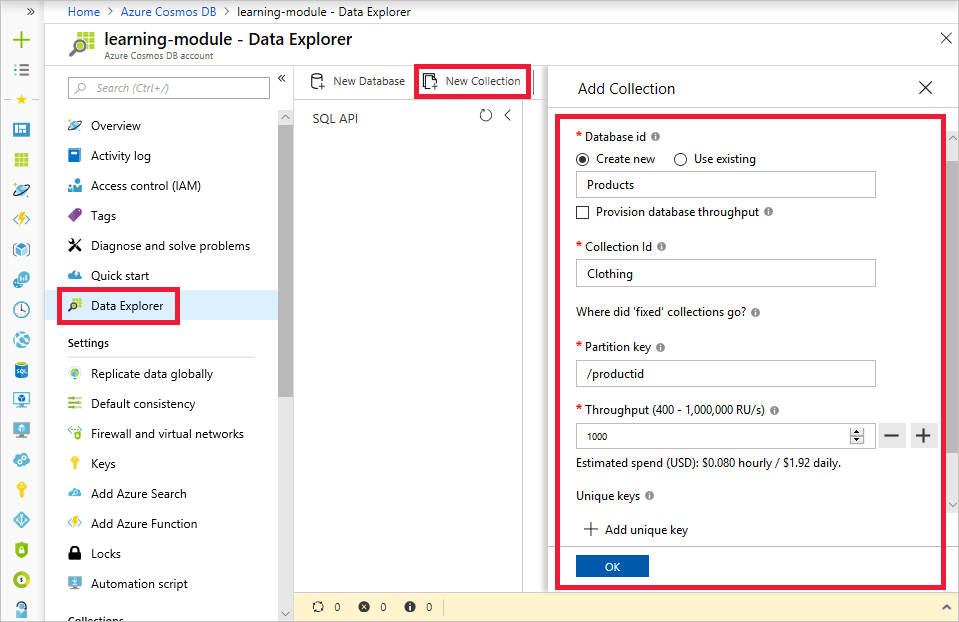 Home > Azure Cosmos DB > learning-module - Data Explorer
learning-module - Data Explorer
Azure Cosmos DB account
Search (Ctrl+/)
Overview
Activity log
Access control (IAM)
Tags
Diagnose and solve problems
Quick start
Data Explorer
Settings
Replicate data globally
Default consistency
Firewall and virtual networks
Keys
Add Azure Search
Add Azure Function
Locks
Automation script
Collections
New Database
New Collection
SQL API
Add Collection
* Database id
Create new
Use existing
Products
Provision database throughput
* Collection Id
Clothing
Where did 'fixed' collections go?
* Partition key
/productid
* Throughput (400 - 1,000,000 RU/s)
1000
Estimated spend (USD): $0.080 hourly / $1.92 daily.
Unique keys
Add unique key
OK
0
0
0